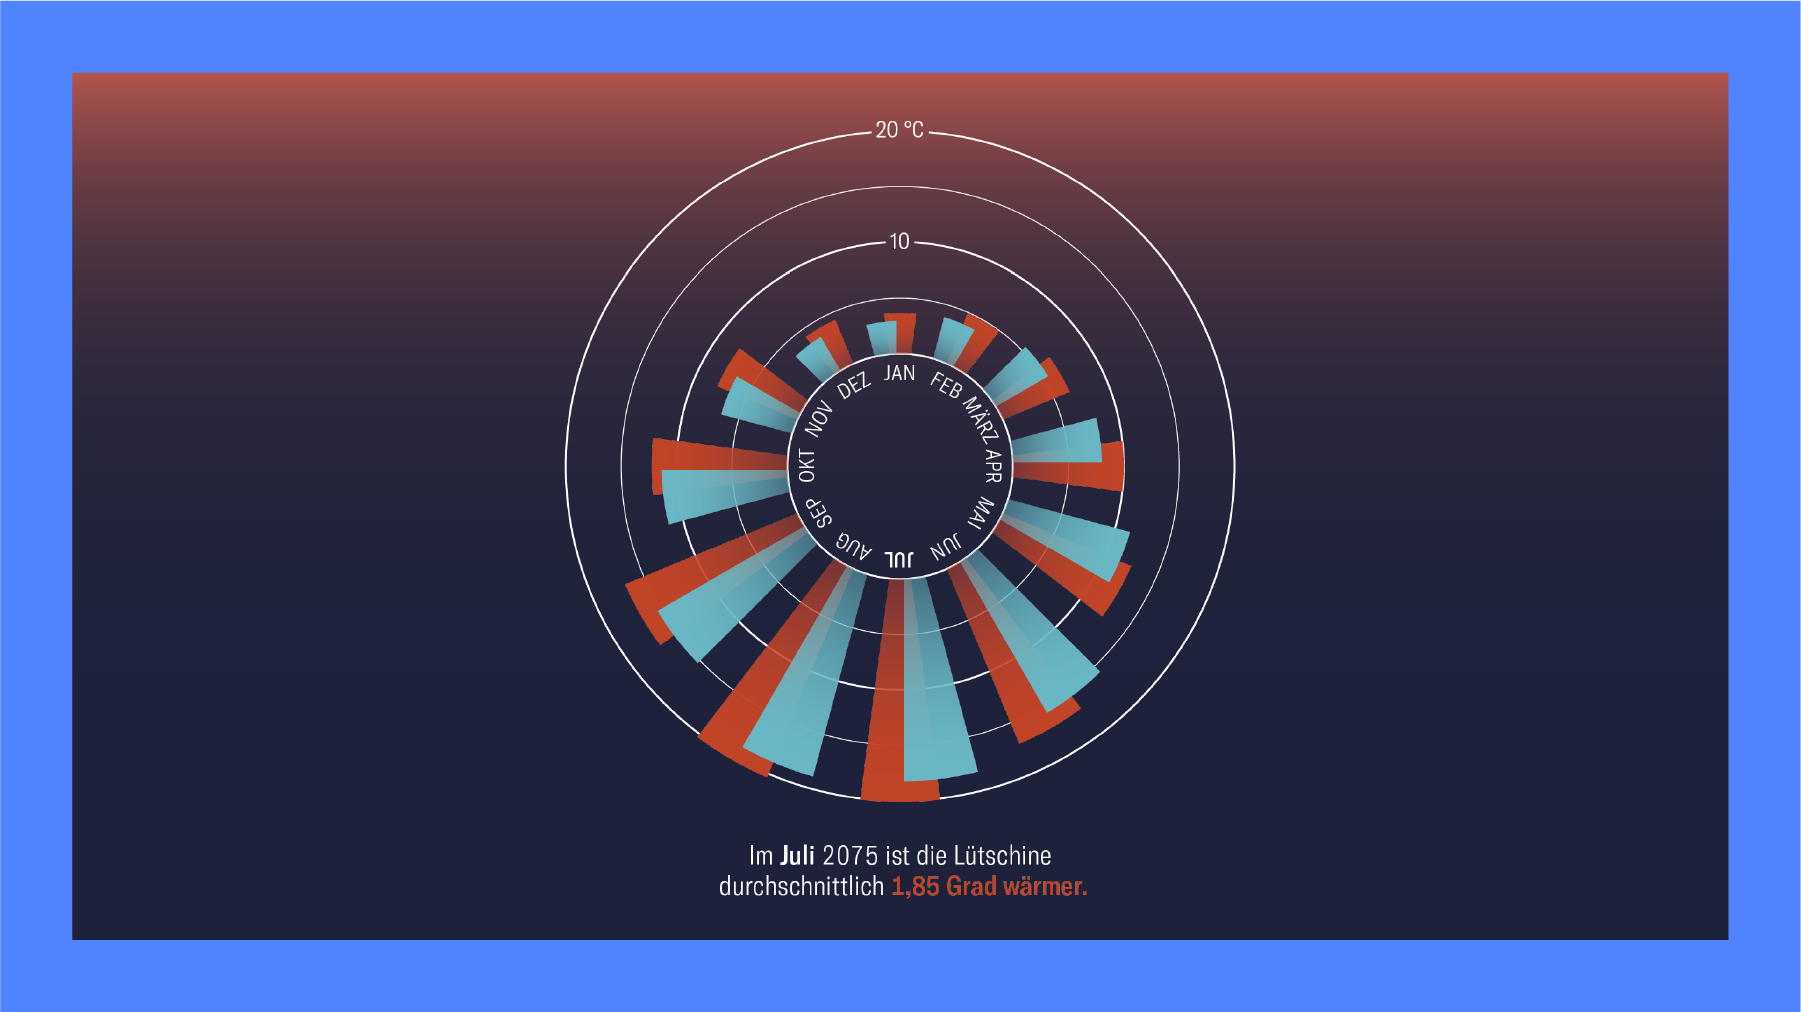 20 °C
10
JAN
FEB
MÄRZ
APR
MAI
JUN
JUL
AUG
SEP
OKT
NOV
DEZ
Im Juli 2075 ist die Lütschine
durchschnittlich 1,85 Grad wärmer.